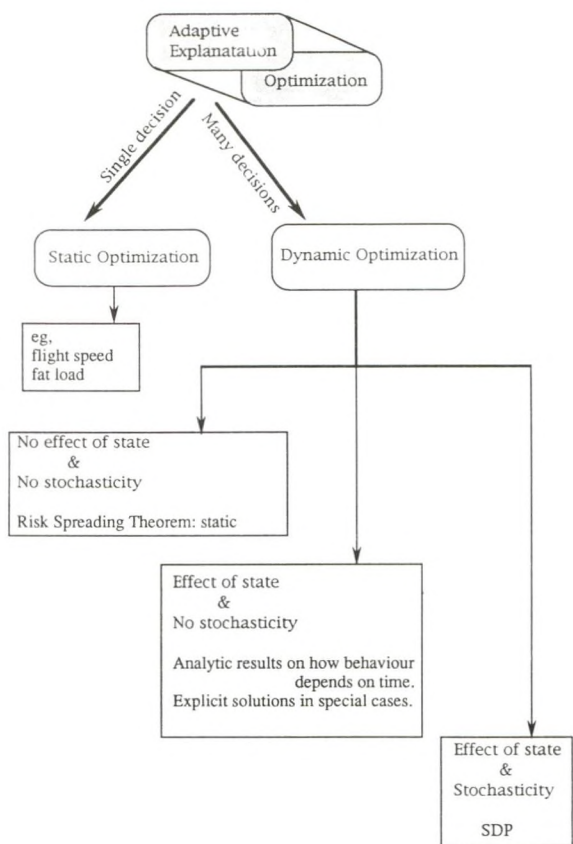 Adaptive
Explanatauon
Optimization
Single decision
Many decisions
Static Optimization
Dynamic Optimization
eg,
flight speed
fat load
No effect of state
&
No stochasticity
Risk Spreading Theorem: static
Effect of state
&
No stochasticity
Analytic results on how behaviour
depends on time.
Explicit solutions in special cases.
Effect of state
&
Stochasticity
SDP